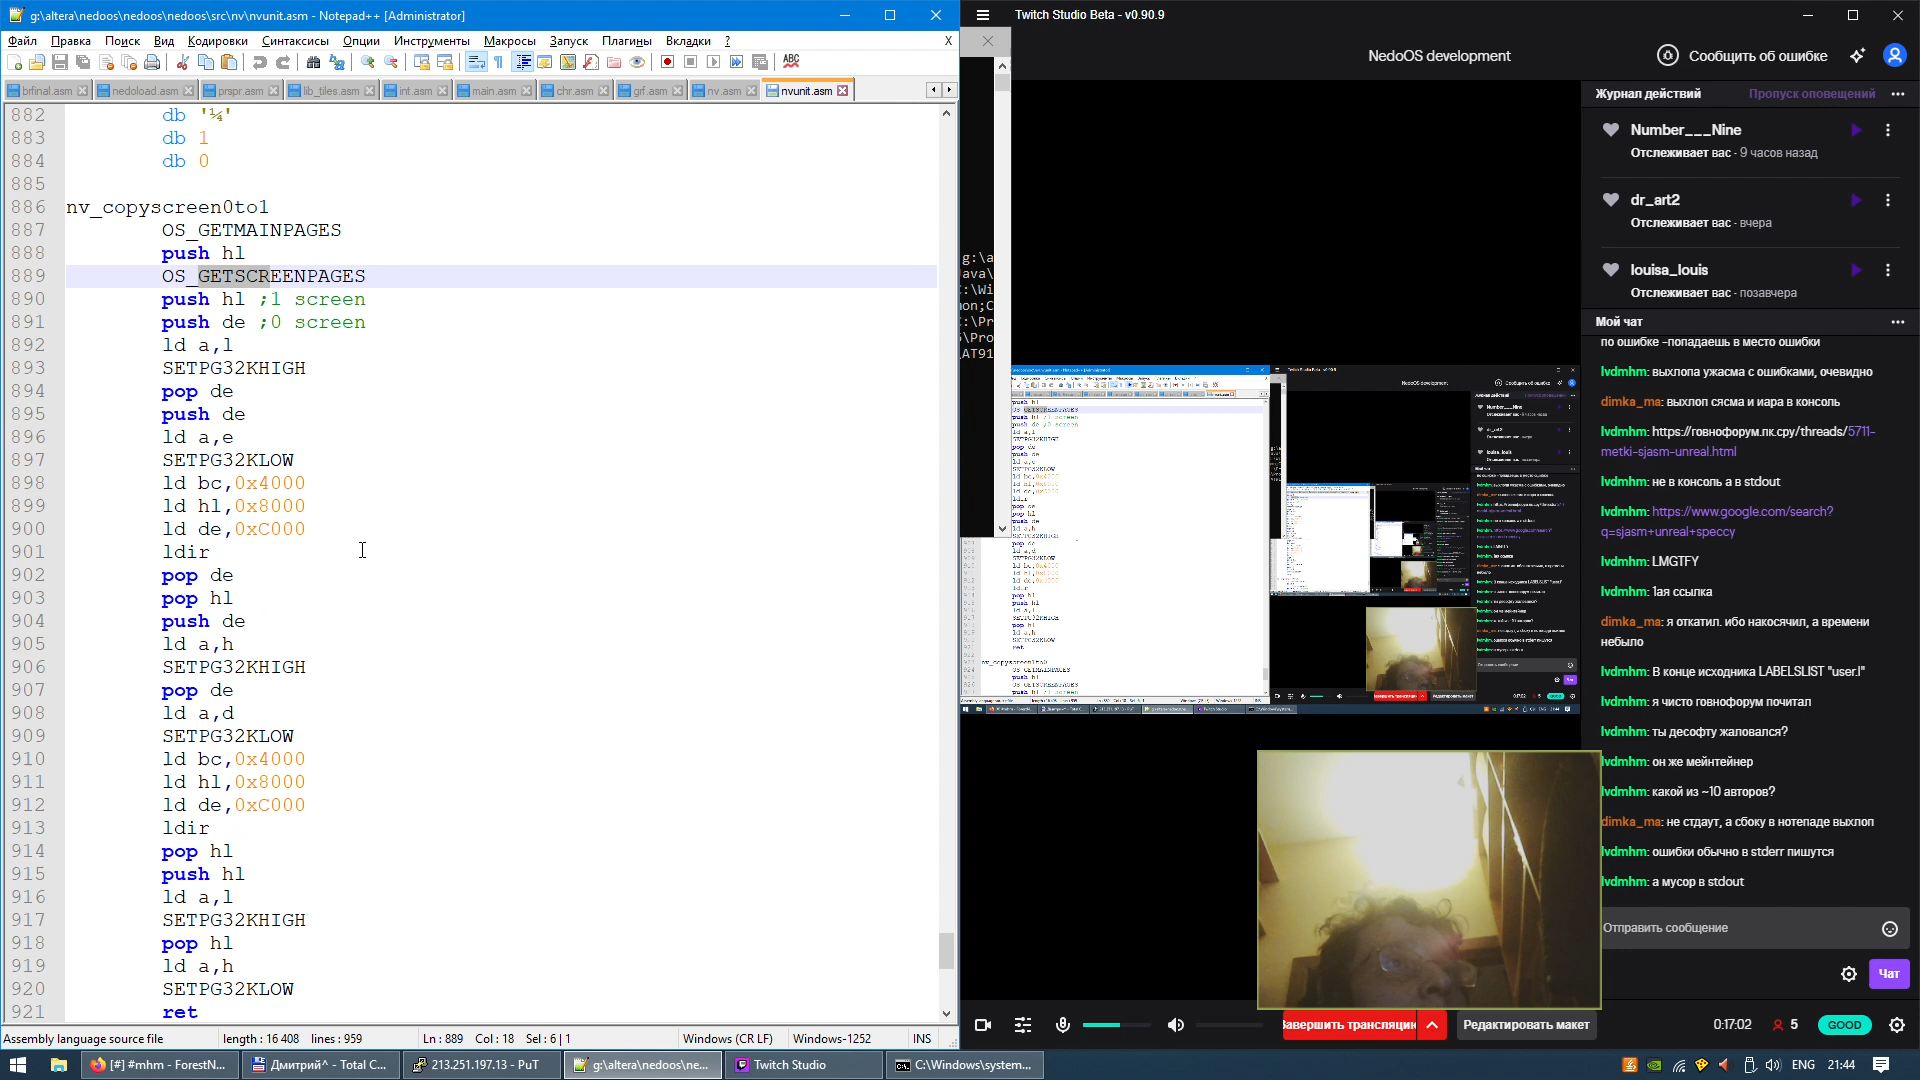 g:\altera\nedoos\nedoos\nedoos\src\nv\nvunit.asm - Notepad++ [Administrator]
Файл Правка Поиск Вид Кодировки Синтаксисы Опции Инструменты Макросы Запуск Плагины Вкладки ? X
brfinal.asm nedoload.asm prspr.asm lib_tiles.asm int.asm main.asm chr.asm gif.asm nv.asm nvunit.asm
882 db '¼'
883 db 1
884 db 0
885
886 nv_copyscreen0to1
887 OS_GETMAINPAGES
888 push hl
889 OS_GETSCREENPAGES
890 push hl ;1 screen
891 push de ;0 screen
892 ld a,l
893 SETPG32KHIGH
894 pop de
895 push de
896 ld a,e
897 SETPG32KLOW
898 ld bc,0x4000
899 ld hl,0x8000
900 ld de,0xC000
901 ldir
902 pop de
903 pop hl
904 push de
905 ld a,h
906 SETPG32KHIGH
907 pop de
908 ld a,d
909 SETPG32KLOW
910 ld bc,0x4000
911 ld hl,0x8000
912 ld de,0xC000
913 ldir
914 pop hl
915 push hl
916 ld a,l
917 SETPG32KHIGH
918 pop hl
919 ld a,h
920 SETPG32KLOW
921 ret
Assembly language source file length : 16 408 lines : 959 Ln : 889 Col : 18 Sel : 6 | 1 Windows (CR LF) Windows-1252 INS
g:\a
ava\
:\Wi
on;C
:\Pr
\Pro
AT91
Twitch Studio Beta - v0.90.9
NedoOS development
Сообщить об ошибке
Журнал действий Пропуск оповещений
Number___Nine
Отслеживает вас - 9 часов назад
dr_art2
Отслеживает вас - вчера
louisa_louis
Отслеживает вас - позавчера
Мой чат
по ошибке -попадаешь в место ошибки
lvdmhm: выхлопа ужасма с ошибками, очевидно
dimka_ma: выхлоп сясма и иара в консоль
lvdmhm: https://говнофорум.пк.сру/threads/5711-
metki-sjasm-unreal.html
lvdmhm: не в консоль а в stdout
lvdmhm: https://www.google.com/search?
q=sjasm+unreal+speccy
lvdmhm: LMGTFY
lvdmhm: 1ая ссылка
dimka_ma: я откатил. ибо накосячил, а времени
небыло
lvdmhm: В конце исходника LABELSLIST "user.l"
lvdmhm: я чисто говнофорум почитал
lvdmhm: ты десофту жаловался?
lvdmhm: он же мейнтейнер
lvdmhm: какой из ~10 авторов?
dimka_ma: не стдаут, а сбоку в нотепаде выхлоп
lvdmhm: ошибки обычно в stderr пишутся
lvdmhm: а мусор в stdout
Отправить сообщение
Чат
Завершить трансляцию Редактировать макет 0:17:02 5 GOOD
[#] #mhm - ForestN... Дмитрий^ - Total C... 213.251.197.13 - PuT g:\altera\nedoos\ne... Twitch Studio C:\Windows\system... ENG 21:44